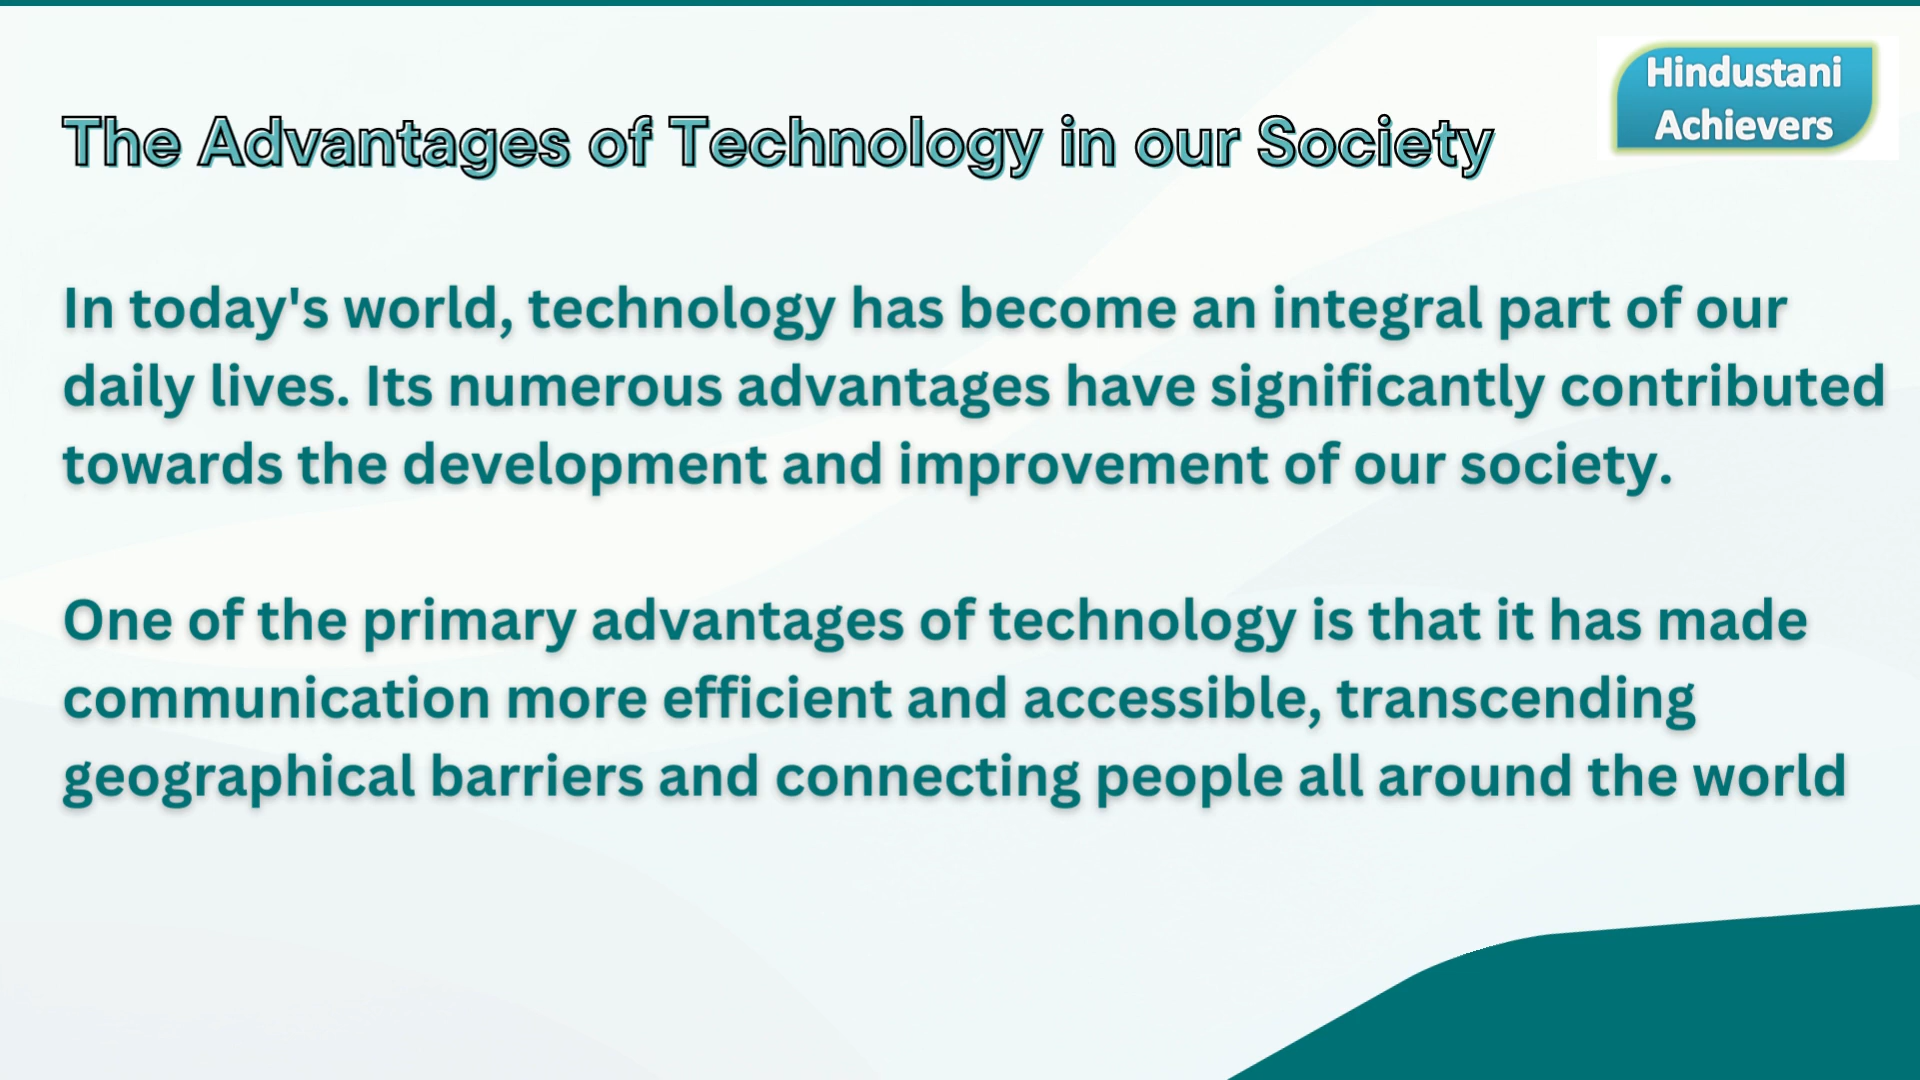 Hindustani
Achievers
The Advantages of Technology in our Society
In today's world, technology has become an integral part of our
daily lives. Its numerous advantages have significantly contributed
towards the development and improvement of our society.
One of the primary advantages of technology is that it has made
communication more efficient and accessible, transcending
geographical barriers and connecting people all around the world